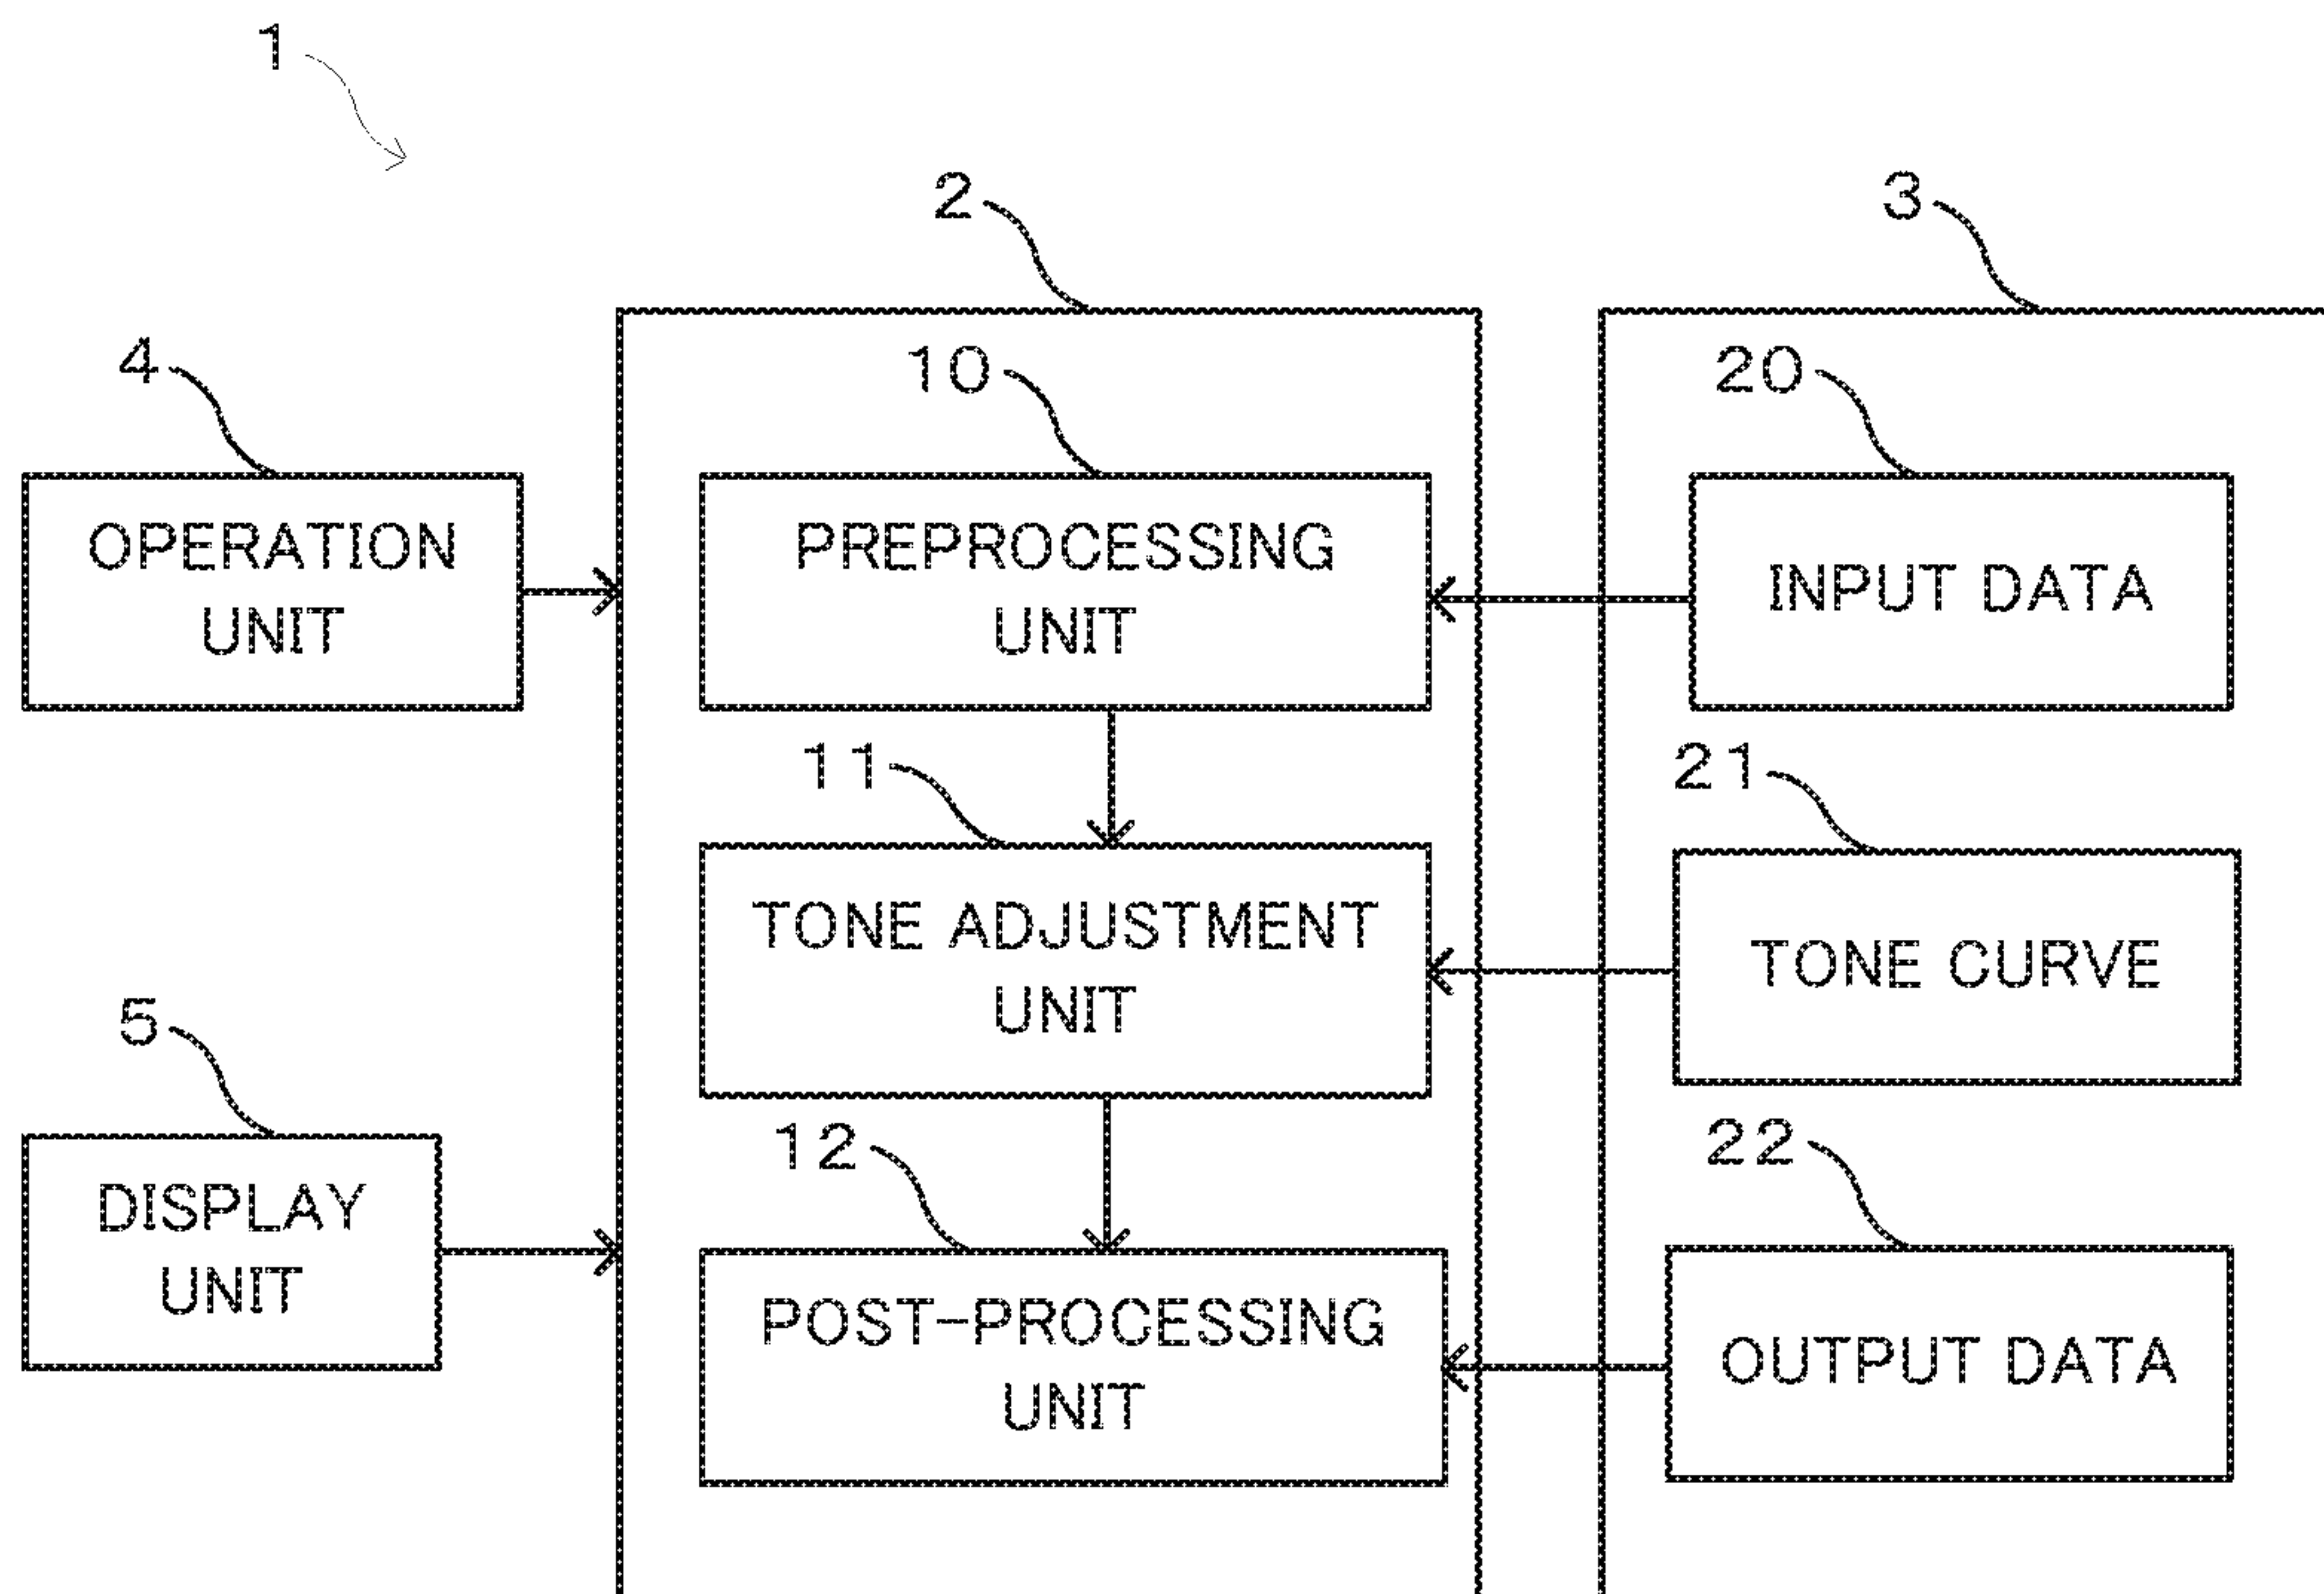 1
2
3
4
10
20
OPERATION
UNIT
PREPROCESSING
UNIT
INPUT DATA
11
21
TONE ADJUSTMENT
UNIT
TONE CURVE
5
12
22
DISPLAY
UNIT
POST-PROCESSING
UNIT
OUTPUT DATA